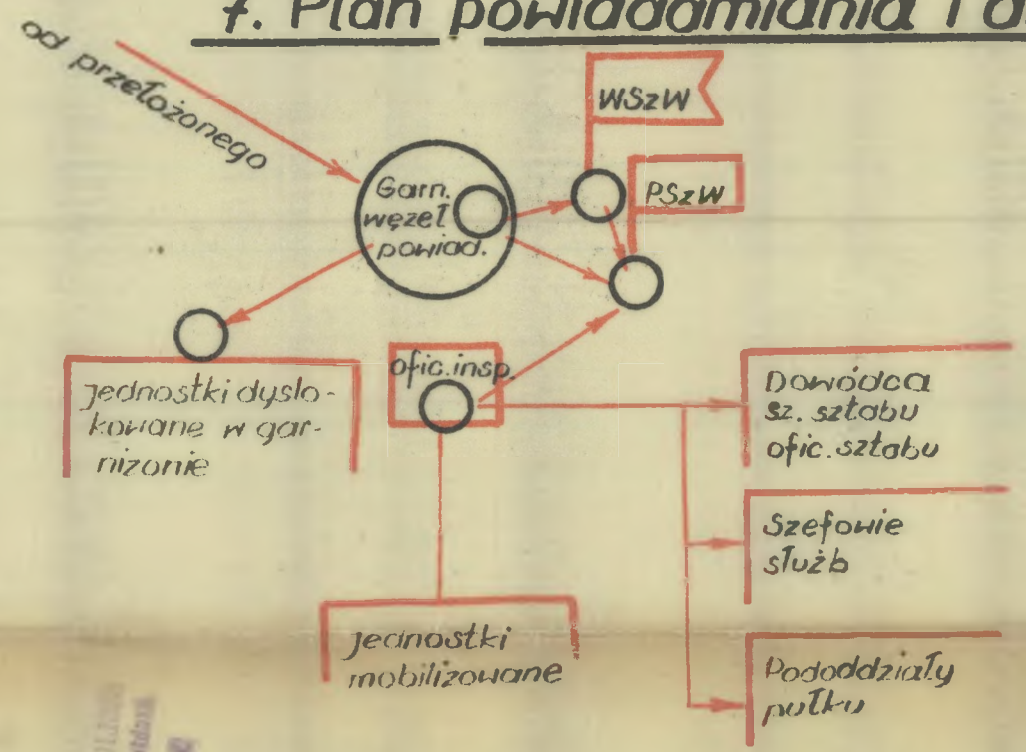 7. Plan powiadamiania i
od przełożonego
WSzW
PSzW
Garn.
węzeł
powiad.
ofic.insp.
jednostki dyslo-
kowane w gar-
nizonie
Dowódca
sz. sztabu
ofic. sztabu
Szefowie
służb
jednostki
mobilizowane
Pododdziały
pułku